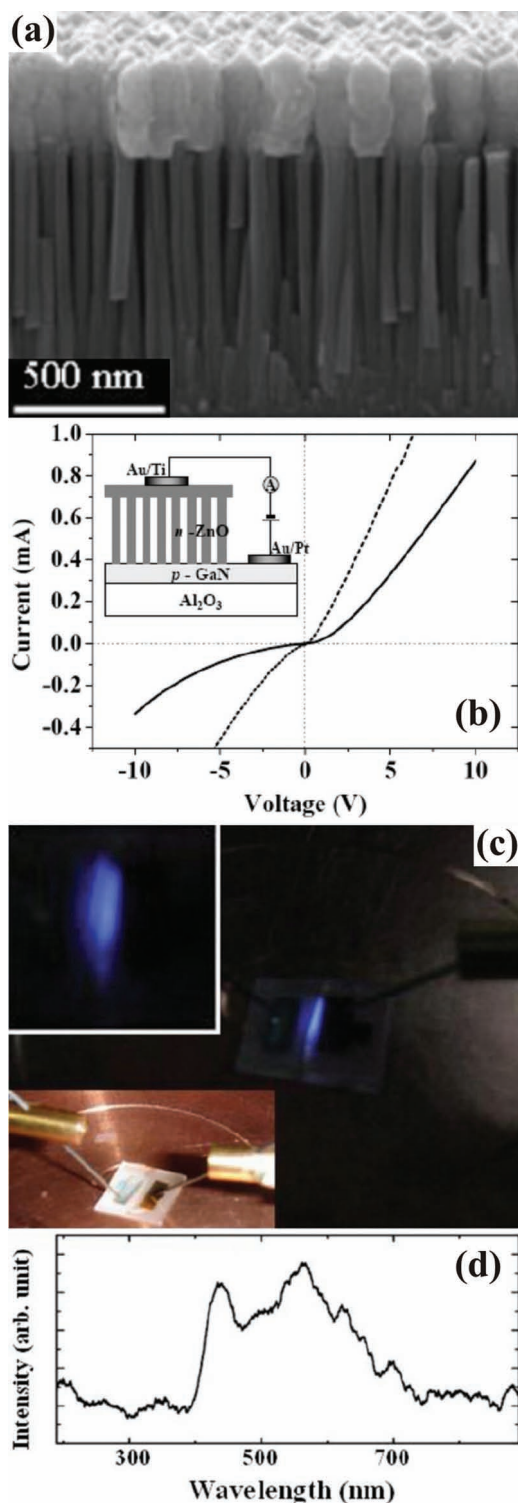 (a)
500 nm
1.0
0.8
0.6
0.4
0.2
0.0
-0.2
-0.4
Current (mA)
Au/Ti
A
n -ZnO
Au/Pt
p - GaN
Al₂O₃
(b)
-10
-5
0
5
10
Voltage (V)
(c)
(d)
Intensity (arb. unit)
300
500
700
Wavelength (nm)